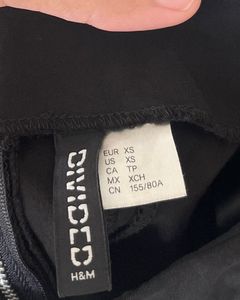 DIVIDED
H&M
EUR XS
US XS
CA TP
MX XCH
CN 155/80A